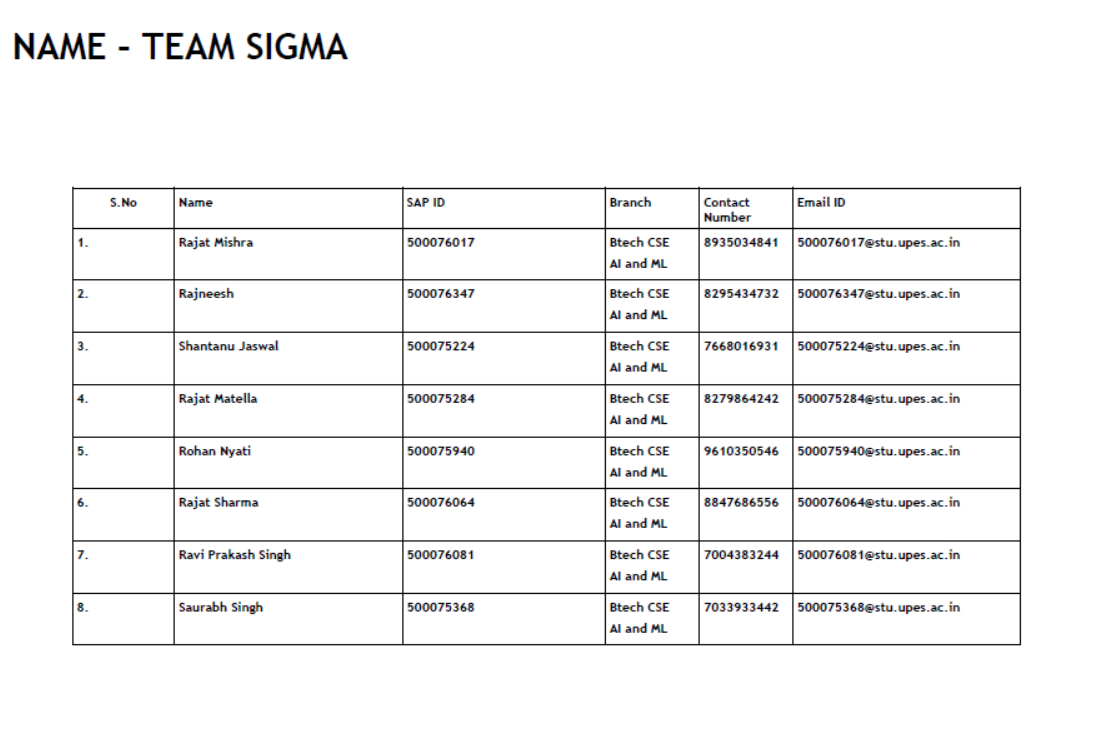 NAME - TEAM SIGMA
S.No Name SAP ID Branch Contact Number Email ID
1. Rajat Mishra 500076017 Btech CSE AI and ML 8935034841 500076017@stu.upes.ac.in
2. Rajneesh 500076347 Btech CSE AI and ML 8295434732 500076347@stu.upes.ac.in
3. Shantanu Jaswal 500075224 Btech CSE AI and ML 7668016931 500075224@stu.upes.ac.in
4. Rajat Matella 500075284 Btech CSE AI and ML 8279864242 500075284@stu.upes.ac.in
5. Rohan Nyati 500075940 Btech CSE AI and ML 9610350546 500075940@stu.upes.ac.in
6. Rajat Sharma 500076064 Btech CSE AI and ML 8847686556 500076064@stu.upes.ac.in
7. Ravi Prakash Singh 500076081 Btech CSE AI and ML 7004383244 500076081@stu.upes.ac.in
8. Saurabh Singh 500075368 Btech CSE AI and ML 7033933442 500075368@stu.upes.ac.in